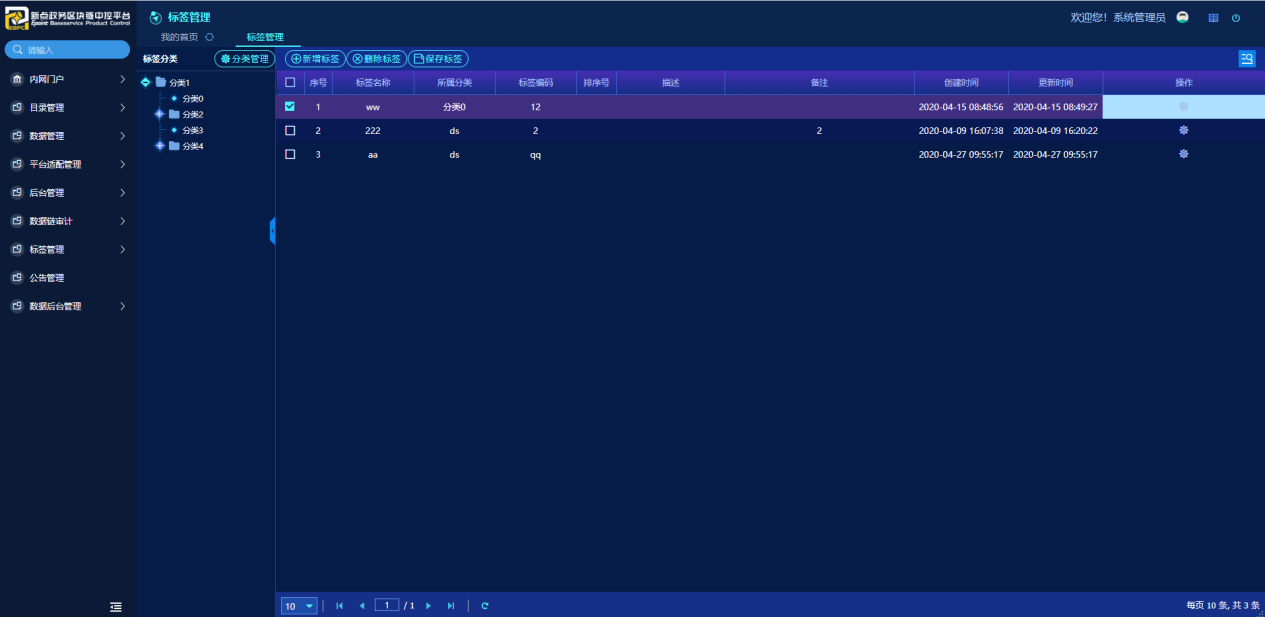 新点政务区块链中控平台
Epoint Baseservice Product Control
ESPC
标签管理
欢迎您！系统管理员
我的首页
标签管理
请输入
标签分类
分类管理
新增标签
删除标签
保存标签
内网门户
目录管理
数据管理
平台适配管理
后台管理
数据链审计
标签管理
公告管理
数据后台管理
分类1
分类0
分类2
分类3
分类4
序号 标签名称 所属分类 标签编码 排序号 描述 备注 创建时间 更新时间 操作
1 ww 分类0 12 2020-04-15 08:48:56 2020-04-15 08:49:27
2 222 ds 2 2 2020-04-09 16:07:38 2020-04-09 16:20:22
3 aa ds qq 2020-04-27 09:55:17 2020-04-27 09:55:17
10
1 / 1
每页 10 条, 共 3 条